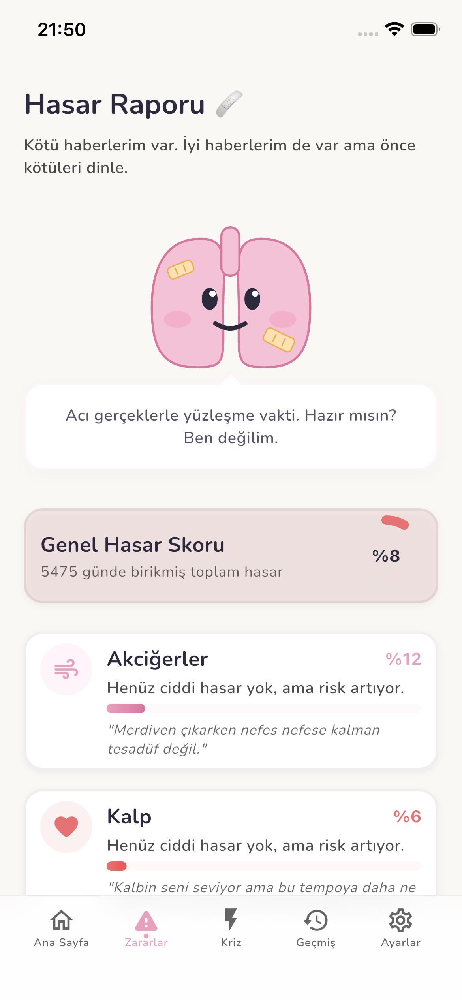 21:50
Hasar Raporu
Kötü haberlerim var. İyi haberlerim de var ama önce
kötüleri dinle.
Acı gerçeklerle yüzleşme vakti. Hazır mısın?
Ben değilim.
Genel Hasar Skoru
5475 günde birikmiş toplam hasar
%8
Akciğerler
%12
Henüz ciddi hasar yok, ama risk artıyor.
"Merdiven çıkarken nefes nefese kalman
tesadüf değil."
Kalp
%6
Henüz ciddi hasar yok, ama risk artıyor.
"Kalbin seni seviyor ama bu tempoya daha ne
Ana Sayfa
Zararlar
Kriz
Geçmiş
Ayarlar